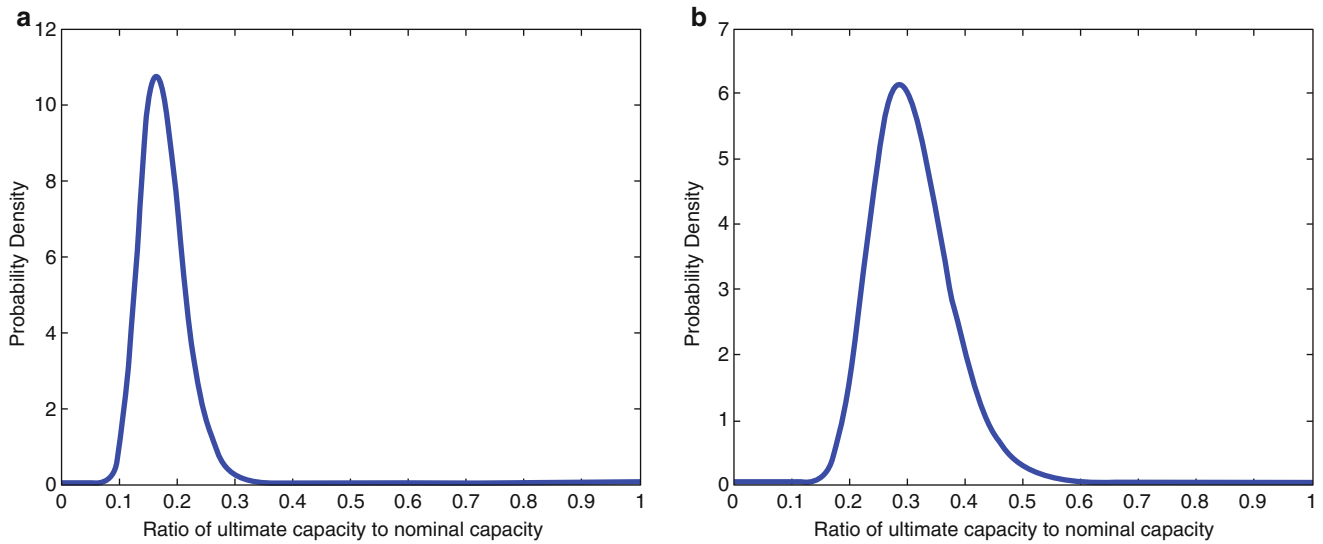 a
12
10
8
6
4
2
0
Probability Density
0 0.1 0.2 0.3 0.4 0.5 0.6 0.7 0.8 0.9 1
Ratio of ultimate capacity to nominal capacity
b
7
6
5
4
3
2
1
0
Probability Density
0 0.1 0.2 0.3 0.4 0.5 0.6 0.7 0.8 0.9 1
Ratio of ultimate capacity to nominal capacity